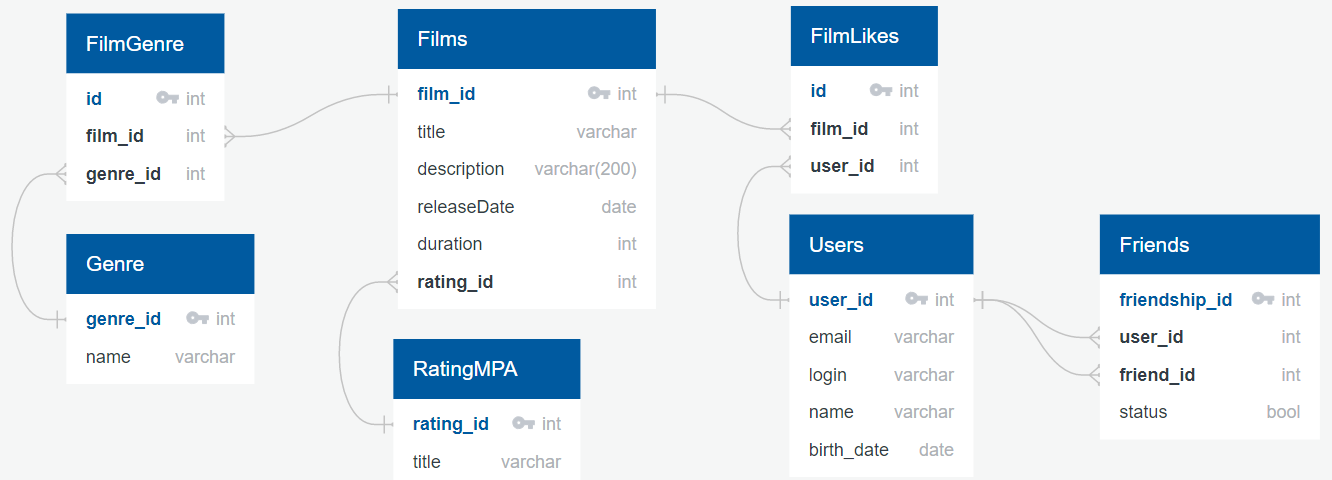 FilmGenre
id int
film_id int
genre_id int
Genre
genre_id int
name varchar
Films
film_id int
title varchar
description varchar(200)
releaseDate date
duration int
rating_id int
RatingMPA
rating_id int
title varchar
FilmLikes
id int
film_id int
user_id int
Users
user_id int
email varchar
login varchar
name varchar
birth_date date
Friends
friendship_id int
user_id int
friend_id int
status bool